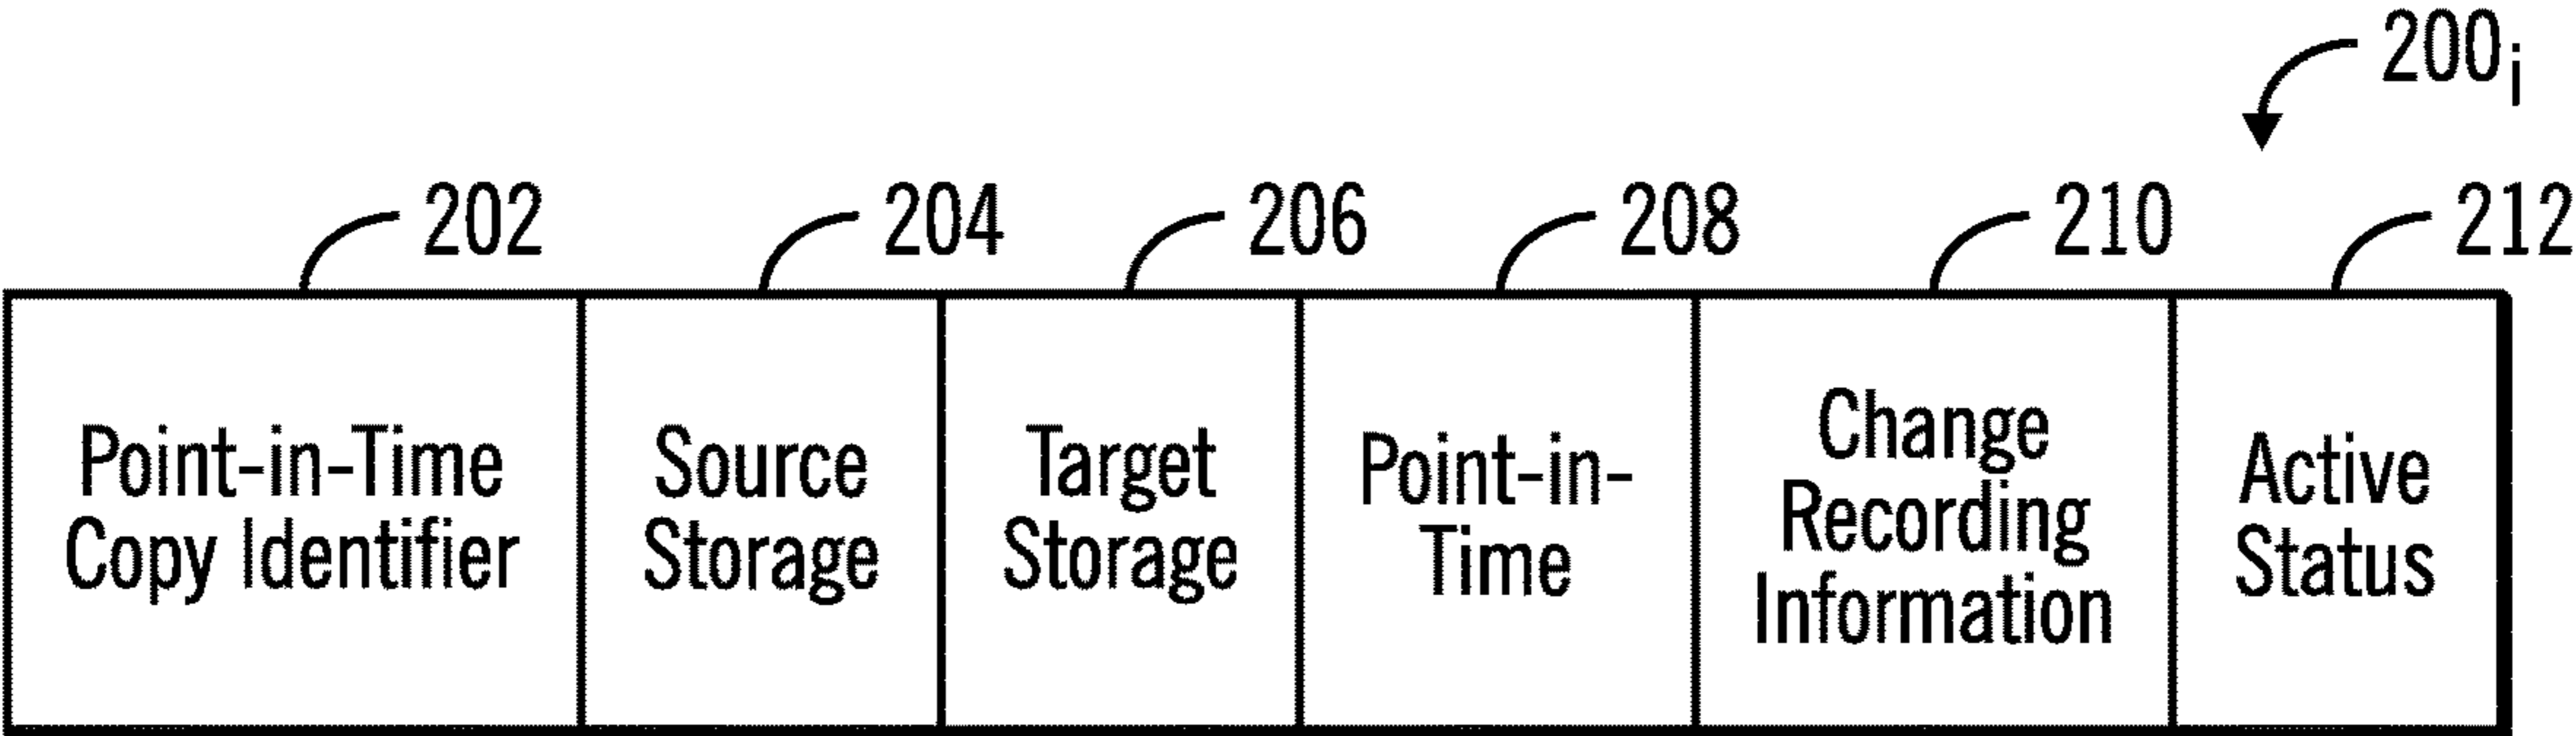 200i
202 204 206 208 210 212
Point-in-Time
Copy Identifier
Source
Storage
Target
Storage
Point-in-
Time
Change
Recording
Information
Active
Status